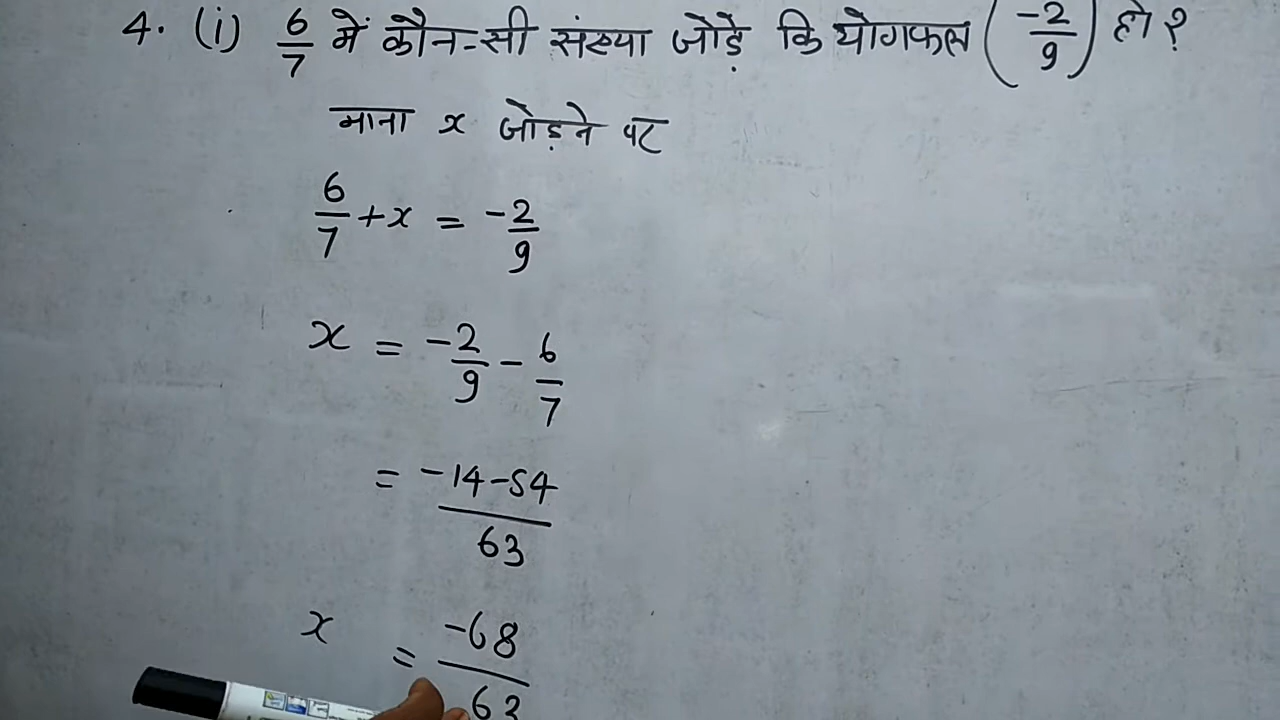 4. (i) 6/7 में कौन-सी संख्या जोड़े कि योगफल (-2/9) हो ?
माना x जोड़ने पर
6/7 + x = -2/9
x = -2/9 - 6/7
= -14-54/63
x = -68/63